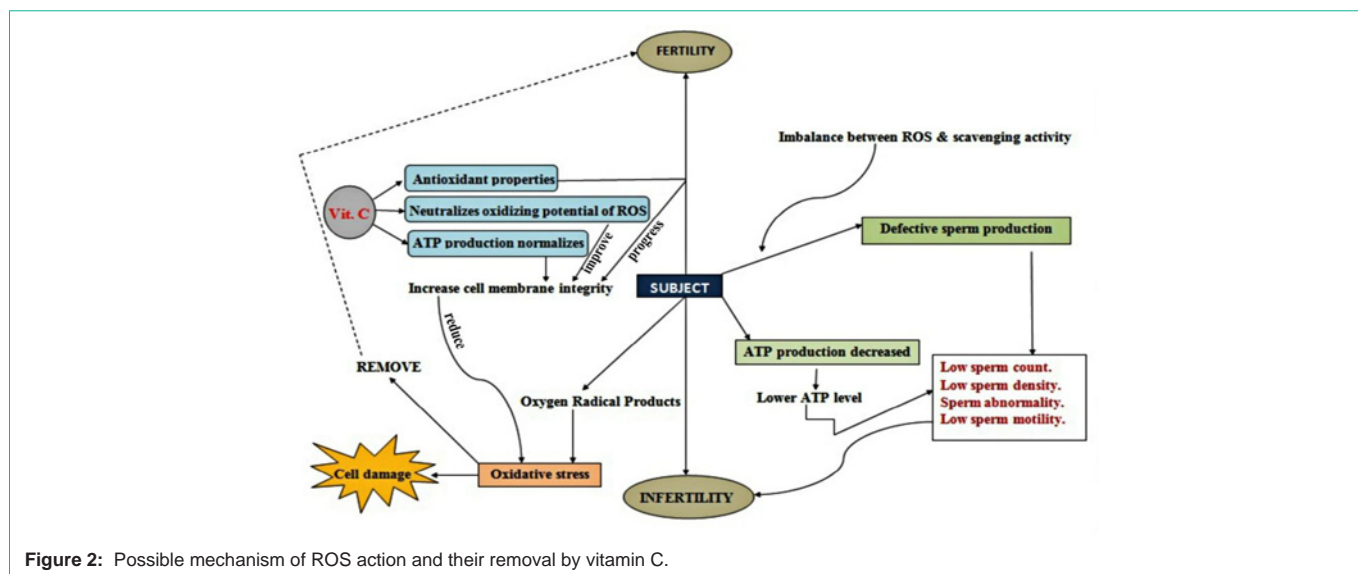 FERTILITY
Imbalance between ROS & scavenging activity
Antioxidant properties
Vit. C
Neutralizes oxidizing potential of ROS
Defective sperm production
ATP production normalizes
improve
progress
Increase cell membrane integrity
SUBJECT
reduce
ATP production decreased
REMOVE
Low sperm count.
Low sperm density.
Sperm abnormality.
Low sperm motility.
Oxygen Radical Products
Lower ATP level
Cell damage
Oxidative stress
INFERTILITY
Figure 2: Possible mechanism of ROS action and their removal by vitamin C.